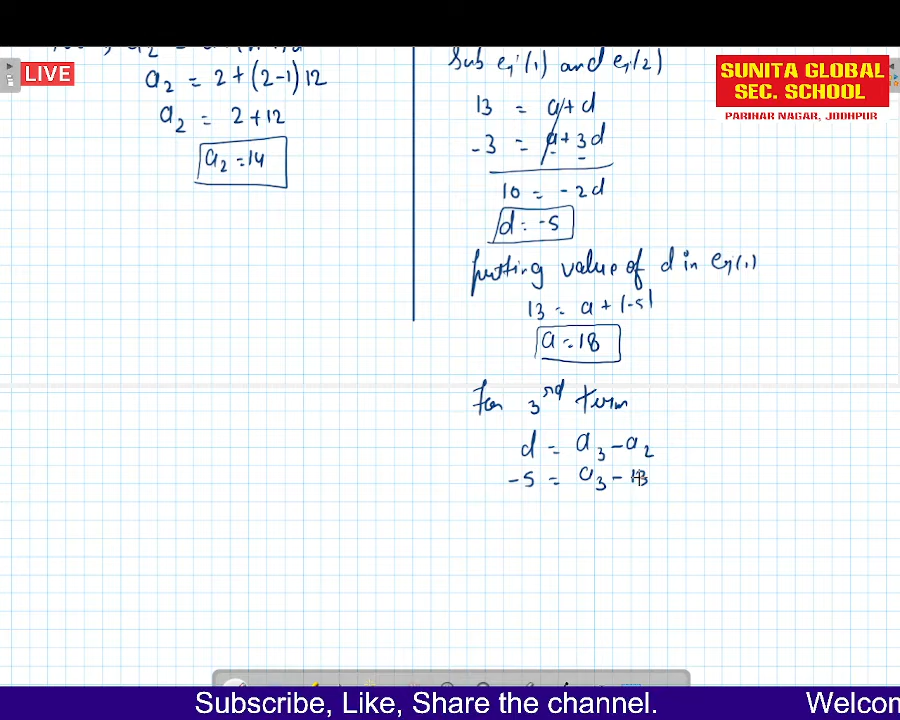 LIVE
a2 = 2+(2-1)12
a2 = 2+12
a2 = 14
Sub eq(1) and eq(2)
13 = a+d
-3 = a+3d
10 = -2d
d = -5
putting value of d in eq(1)
13 = a+(-5)
a = 18
For 3rd term
d = a3-a2
-5 = a3-13
SUNITA GLOBAL
SEC. SCHOOL
PARIHAR NAGAR, JODHPUR
Subscribe, Like, Share the channel. Welcon